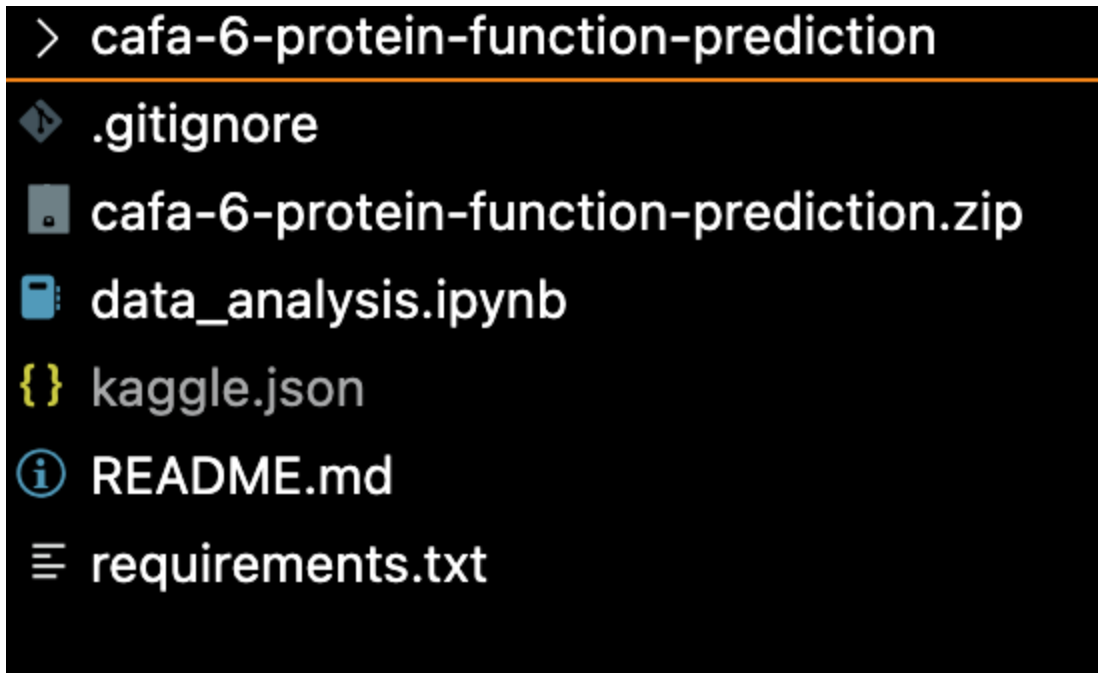 cafa-6-protein-function-prediction
.gitignore
cafa-6-protein-function-prediction.zip
data_analysis.ipynb
kaggle.json
README.md
requirements.txt